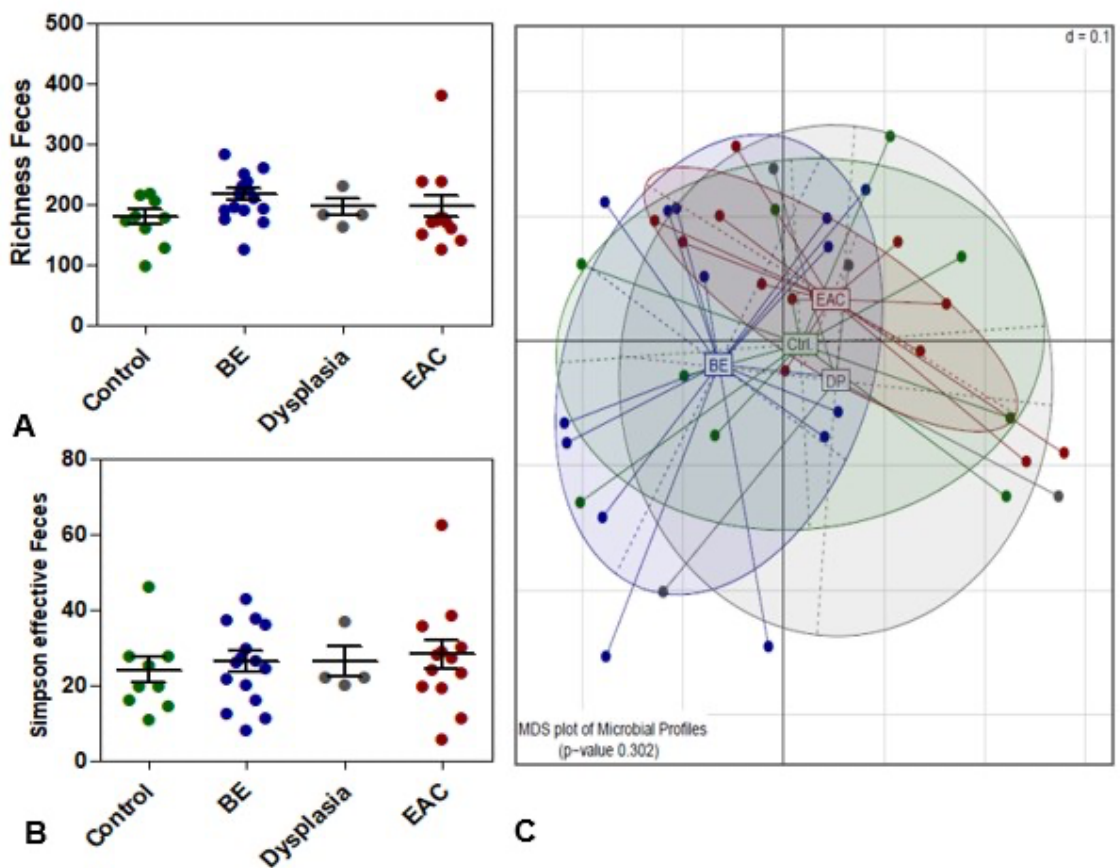 500
400
300
200
100
0
Richness Feces
Control
BE
Dysplasia
EAC
A
80
60
40
20
0
Simpson effective Feces
Control
BE
Dysplasia
EAC
B
d = 0.1
EAC
Ctrl
BE
DP
MDS plot of Microbial Profiles
(p-value 0.302)
C